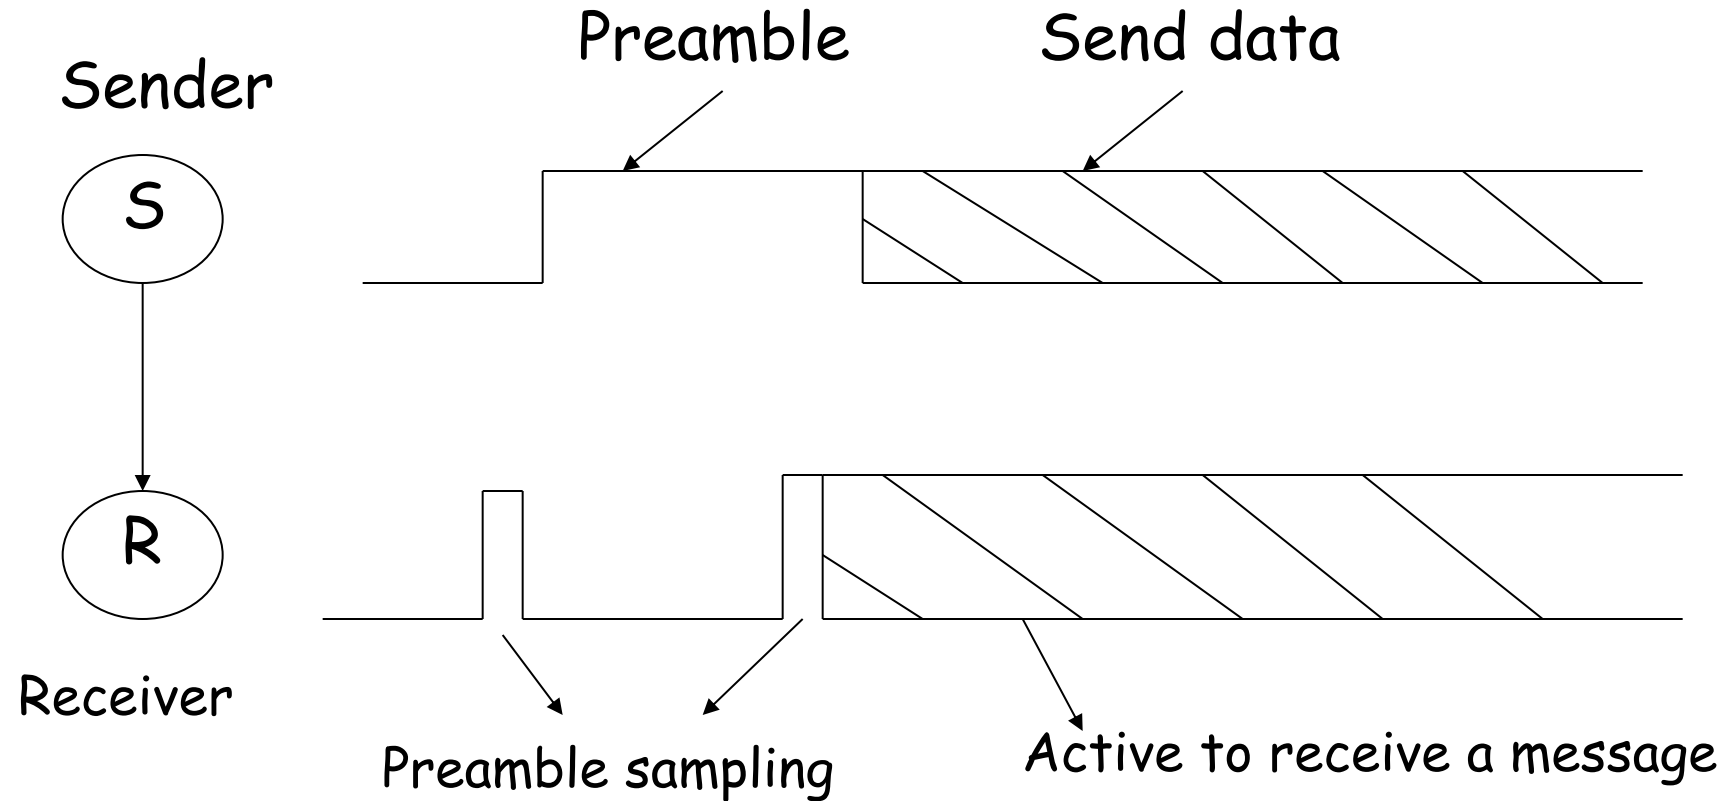 Preamble
Send data
Sender
S
R
Receiver
Preamble sampling
Active to receive a message